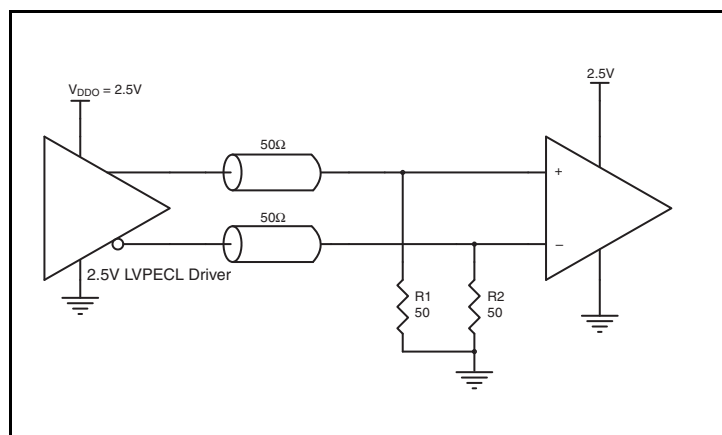 V_DDO = 2.5V
2.5V
50Ω
+
50Ω
−
2.5V LVPECL Driver
R1
50
R2
50